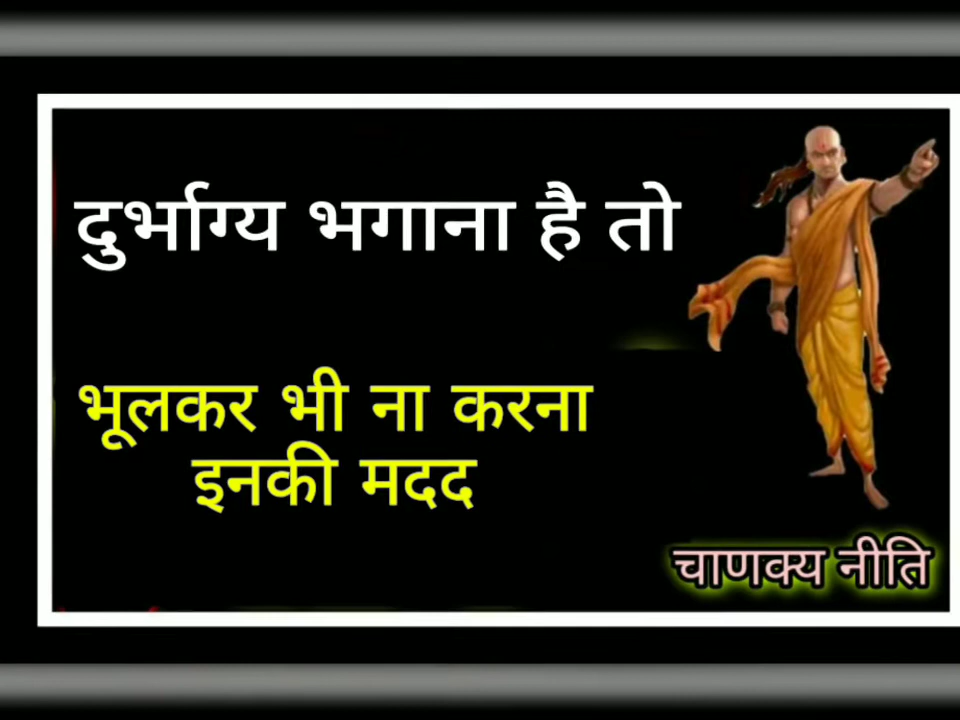 दुर्भाग्य भगाना है तो
भूलकर भी ना करना
इनकी मदद
चाणक्य नीति